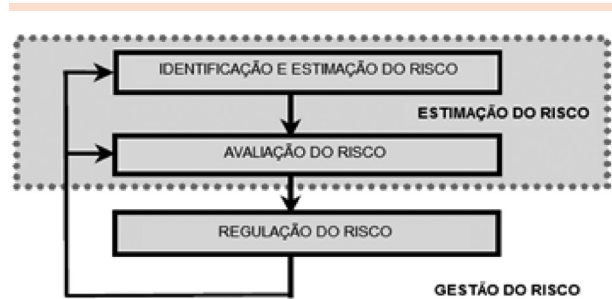 IDENTIFICAÇÃO E ESTIMAÇÃO DO RISCO
ESTIMAÇÃO DO RISCO
AVALIAÇÃO DO RISCO
REGULAÇÃO DO RISCO
GESTÃO DO RISCO